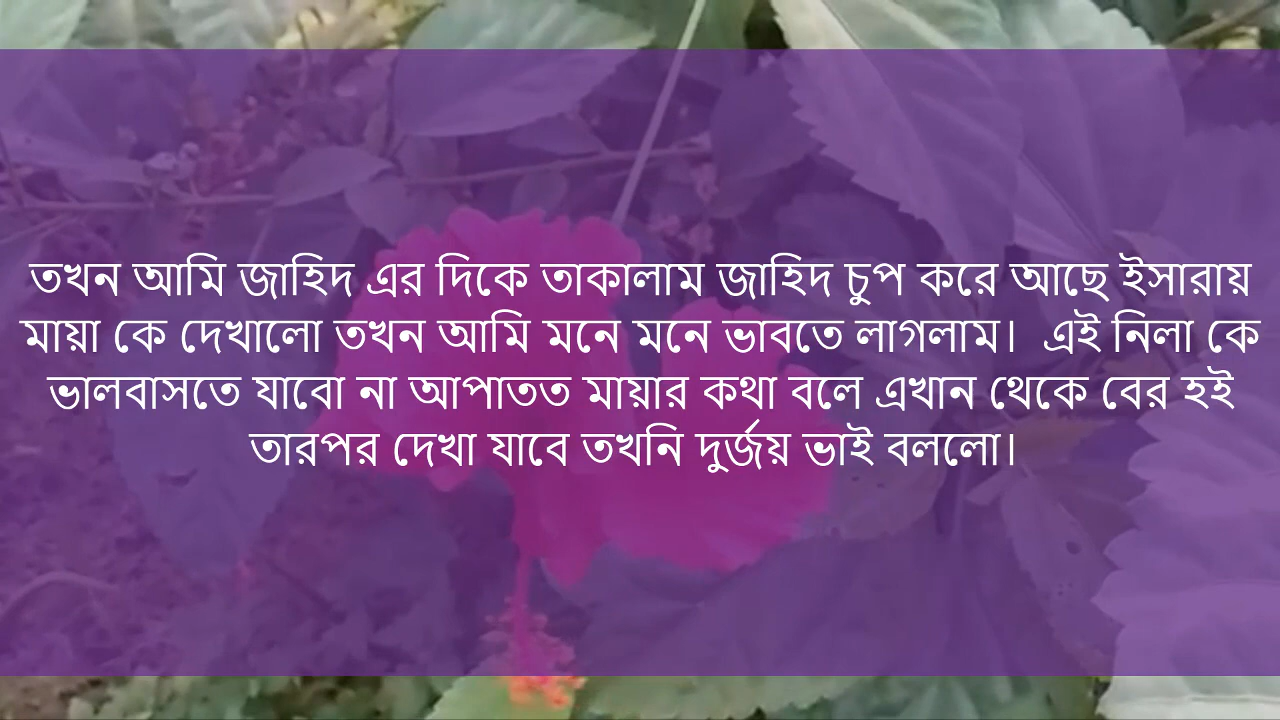 তখন আমি জাহিদ এর দিকে তাকালাম জাহিদ চুপ করে আছে ইসারায়
মায়া কে দেখালো তখন আমি মনে মনে ভাবতে লাগলাম।  এই নিলা কে
ভালবাসতে যাবো না আপাতত মায়ার কথা বলে এখান থেকে বের হই
তারপর দেখা যাবে তখনি দুর্জয় ভাই বললো।